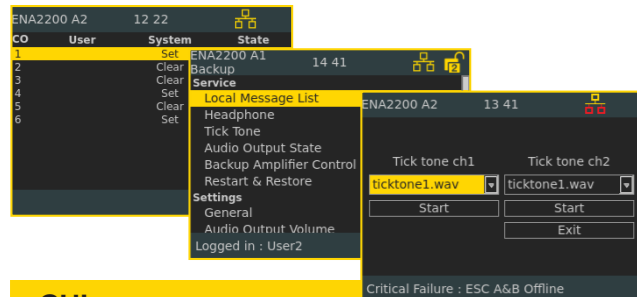 ENA2200 A2 12 22
CO User System State
1 Set
2 Clear
3 Clear
4 Set
5 Clear
6 Set
ENA2200 A1 14 41
Backup
2
Service
Local Message List
Headphone
Tick Tone
Audio Output State
Backup Amplifier Control
Restart & Restore
Settings
General
Audio Output Volume
Logged in : User2
ENA2200 A2 13 41
Tick tone ch1 Tick tone ch2
ticktone1.wav ticktone1.wav
Start Start
Exit
Critical Failure : ESC A&B Offline